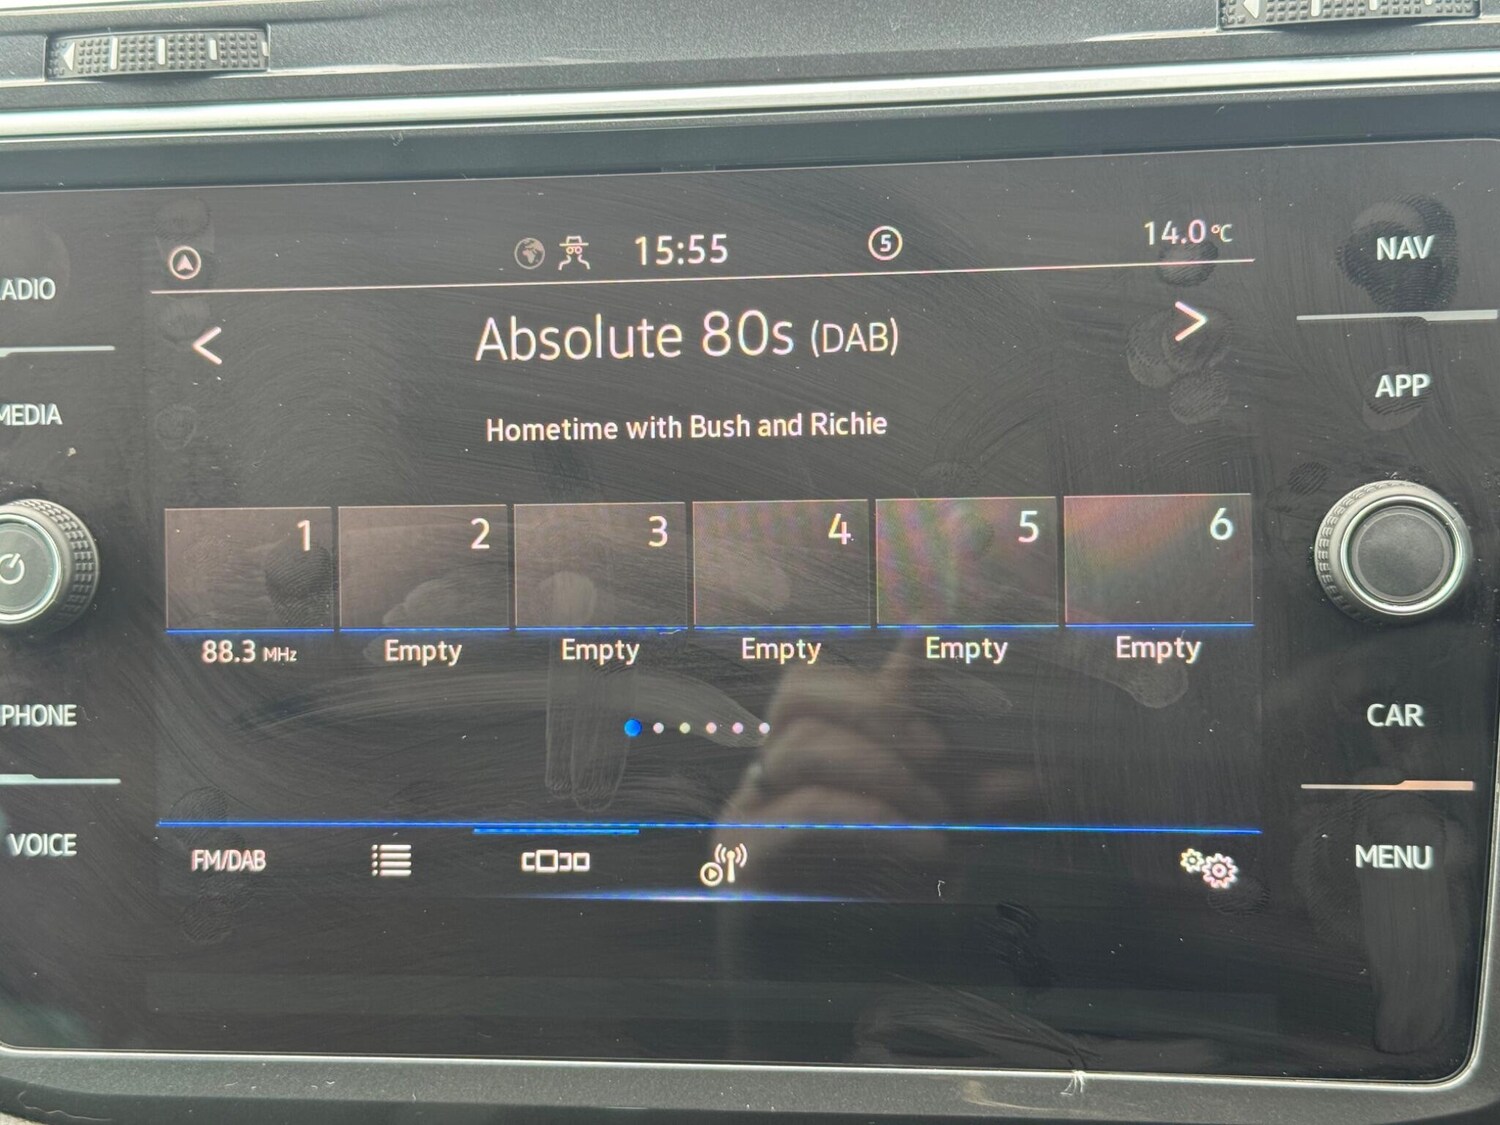 15:55
5
14.0°C
NAV
ADIO
Absolute 80s (DAB)
APP
MEDIA
Hometime with Bush and Richie
1 2 3 4 5 6
88.3 MHz Empty Empty Empty Empty Empty
PHONE
CAR
VOICE
FM/DAB
MENU